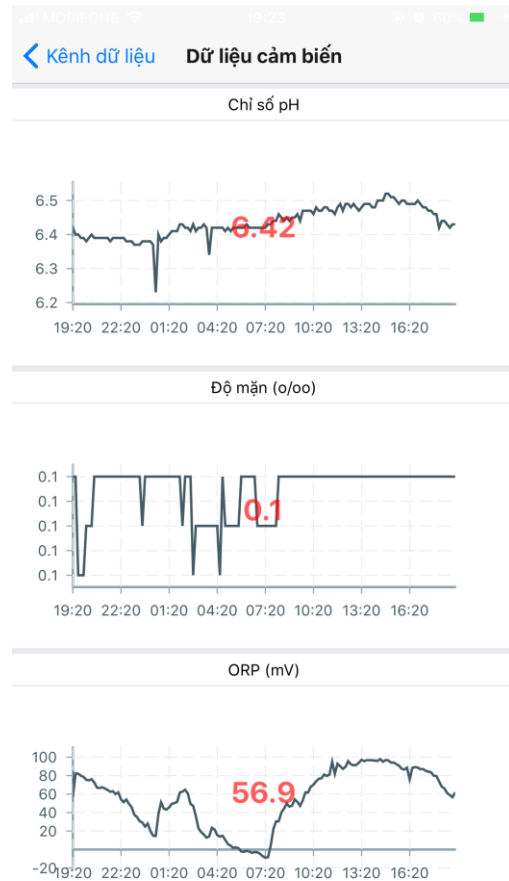 MOBIFONE 19:23 80%
Kênh dữ liệu Dữ liệu cảm biến
Chỉ số pH
6.5
6.4
6.3
6.2
6.42
19:20 22:20 01:20 04:20 07:20 10:20 13:20 16:20
Độ mặn (o/oo)
0.1
0.1
0.1
0.1
0.1
0.1
19:20 22:20 01:20 04:20 07:20 10:20 13:20 16:20
ORP (mV)
100
80
60
40
20
-20
56.9
19:20 22:20 01:20 04:20 07:20 10:20 13:20 16:20